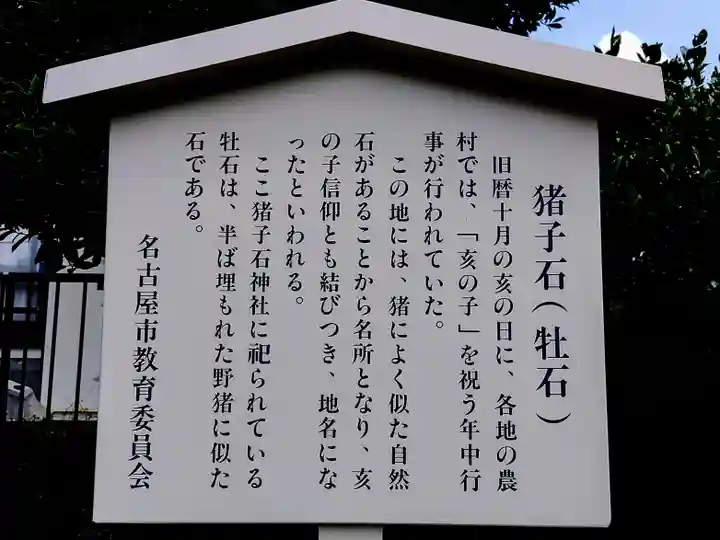 猪子石(牡石)
旧暦十月の亥の日に、各地の農
村では、「亥の子」を祝う年中行
事が行われていた。
この地には、猪によく似た自然
石があることから名所となり、亥
の子信仰とも結びつき、地名にな
ったといわれる。
ここ猪子石神社に祀られている
牡石は、半ば埋もれた野猪に似た
石である。
名古屋市教育委員会